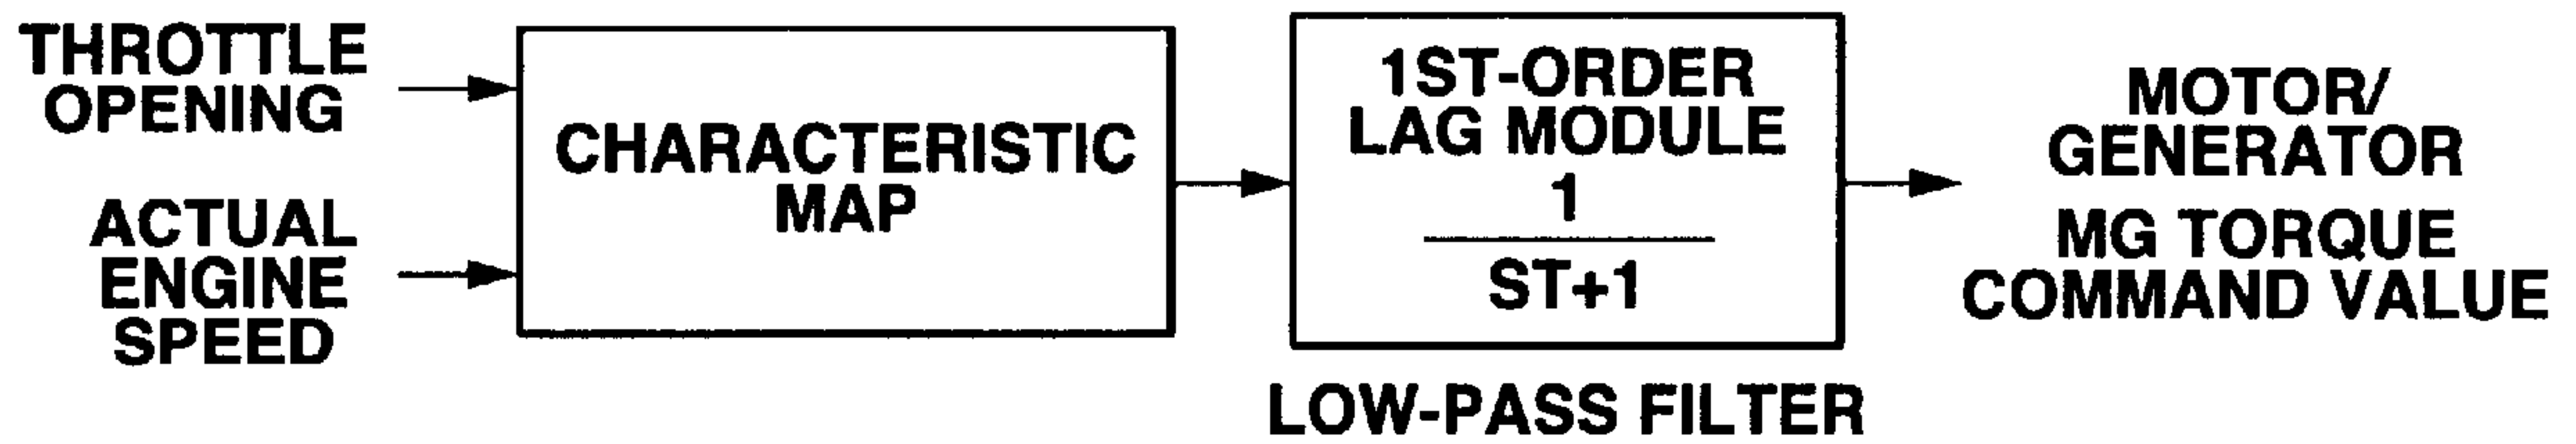 THROTTLE
OPENING
ACTUAL
ENGINE
SPEED
CHARACTERISTIC
MAP
1ST-ORDER
LAG MODULE
1
ST+1
LOW-PASS FILTER
MOTOR/
GENERATOR
MG TORQUE
COMMAND VALUE